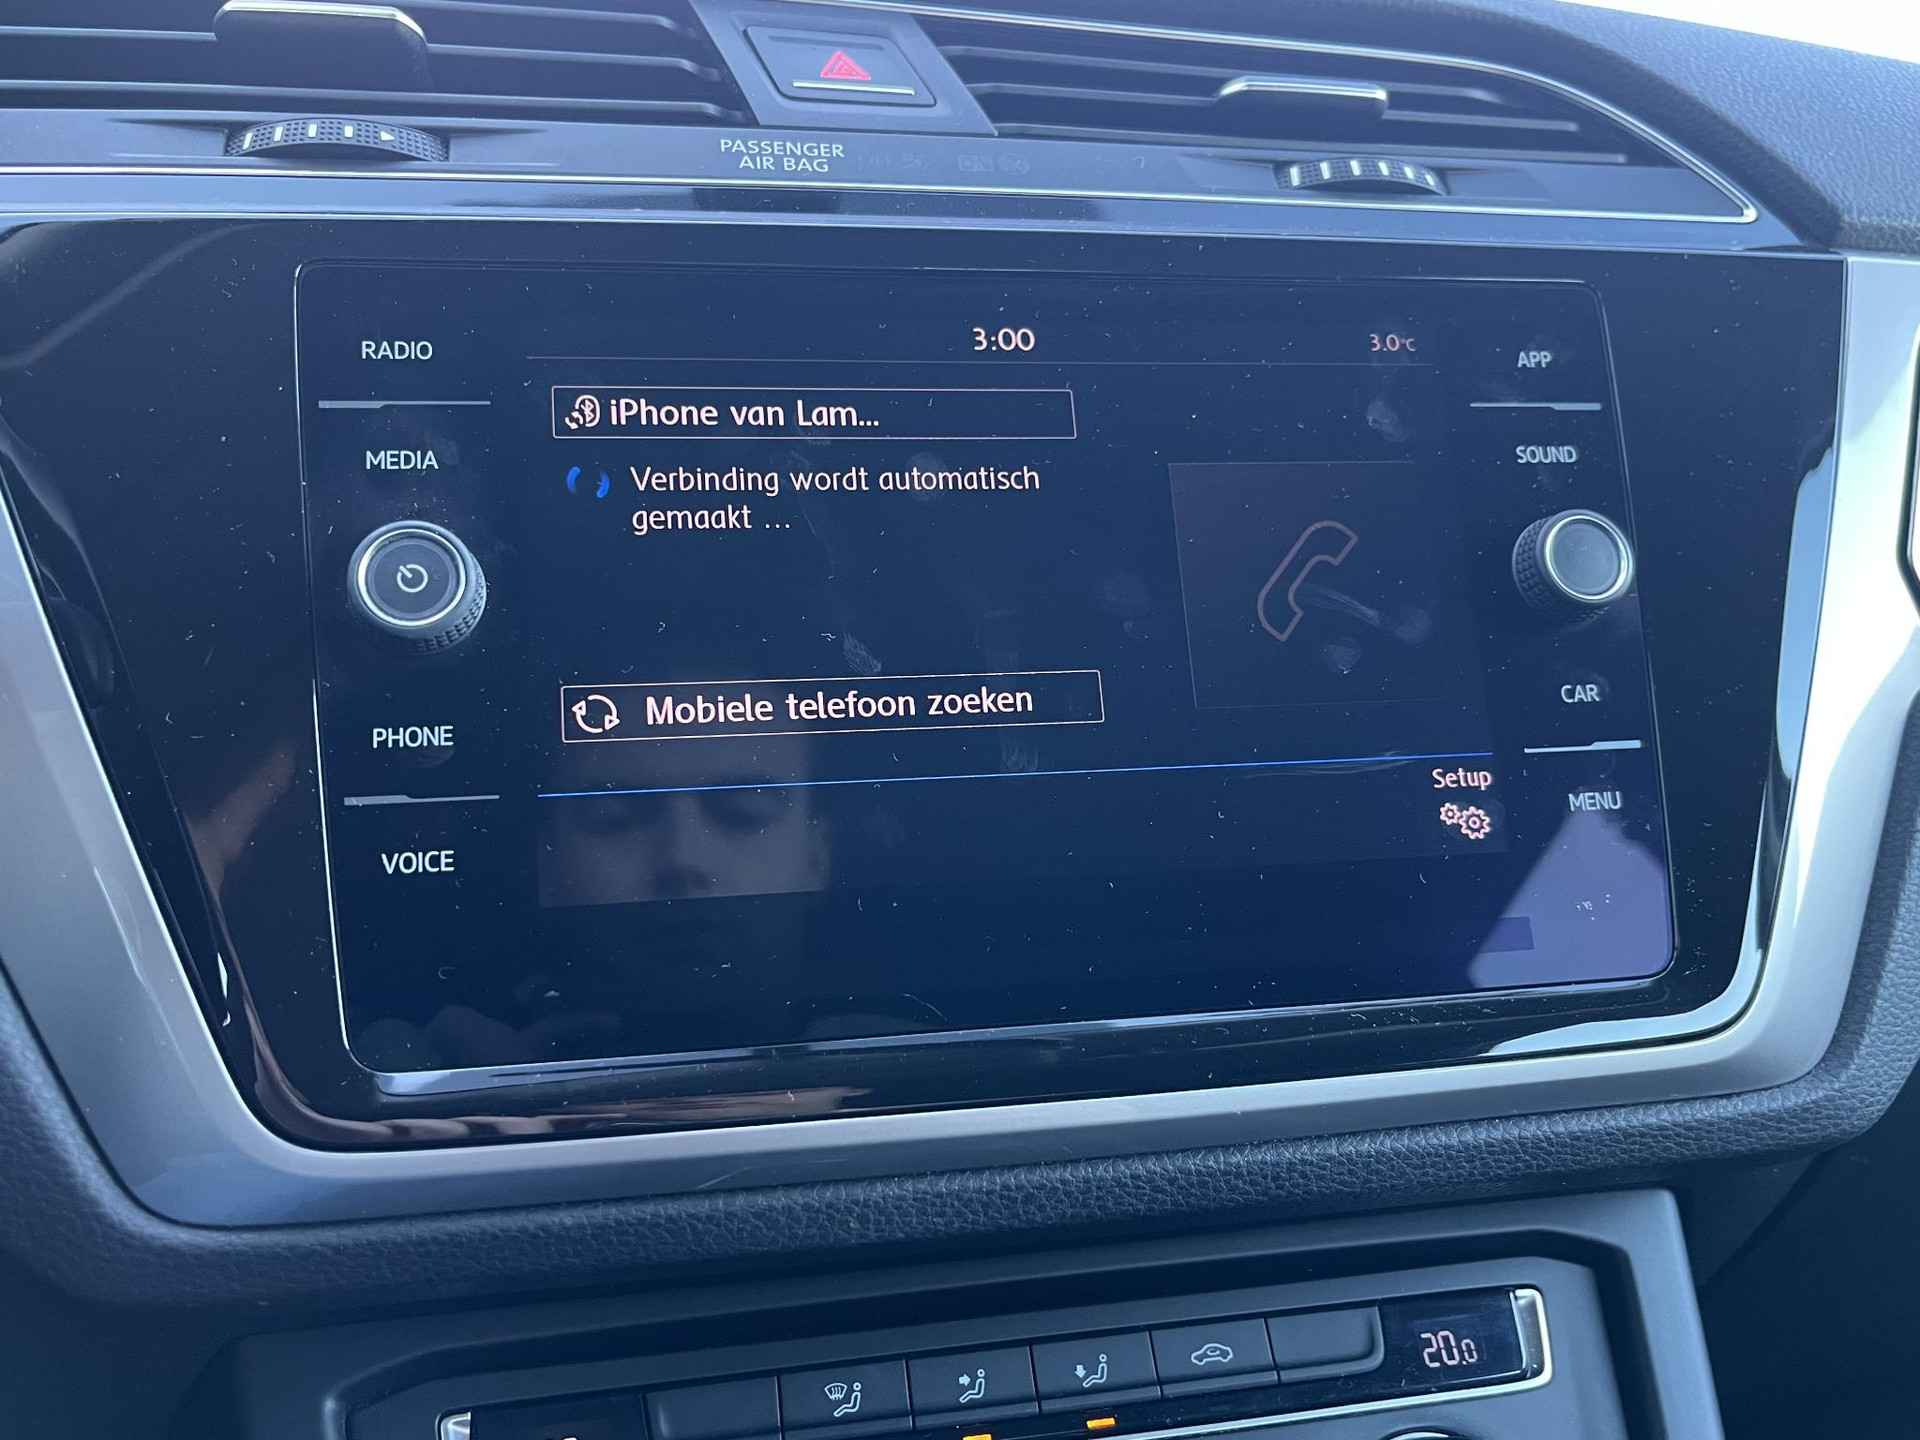 PASSENGER
AIR BAG
RADIO
MEDIA
PHONE
VOICE
3:00
3.0°C
iPhone van Lam...
Verbinding wordt automatisch
gemaakt ...
Mobiele telefoon zoeken
Setup
APP
SOUND
CAR
MENU
20.0